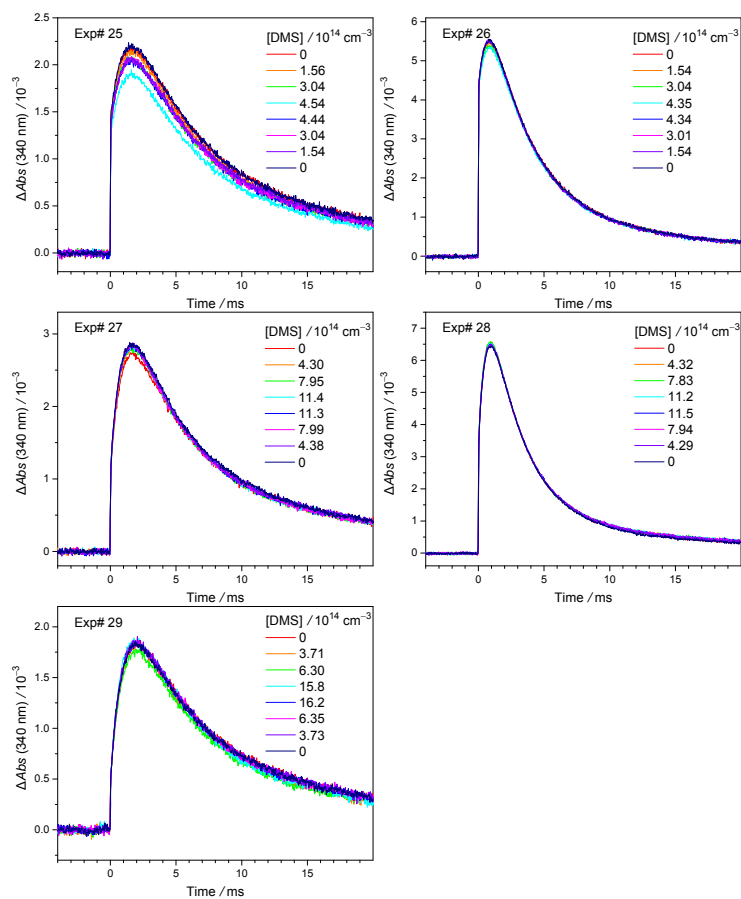 Exp# 25
[DMS] / 10¹⁴ cm⁻³
0
1.56
3.04
4.54
4.44
3.04
1.54
0
2.5
2.0
1.5
1.0
0.5
0.0
ΔAbs (340 nm) / 10⁻³
0 5 10 15
Time / ms
Exp# 26
[DMS] / 10¹⁴ cm⁻³
0
1.54
3.04
4.35
4.34
3.01
1.54
0
6
5
4
3
2
1
0
ΔAbs (340 nm) / 10⁻³
0 5 10 15
Time / ms
Exp# 27
[DMS] / 10¹⁴ cm⁻³
0
4.30
7.95
11.4
11.3
7.99
4.38
0
3
2
1
0
ΔAbs (340 nm) / 10⁻³
0 5 10 15
Time / ms
Exp# 28
[DMS] / 10¹⁴ cm⁻³
0
4.32
7.83
11.2
11.5
7.94
4.29
0
7
6
5
4
3
2
1
0
ΔAbs (340 nm) / 10⁻³
0 5 10 15
Time / ms
Exp# 29
[DMS] / 10¹⁴ cm⁻³
0
3.71
6.30
15.8
16.2
6.35
3.73
0
2.0
1.5
1.0
0.5
0.0
ΔAbs (340 nm) / 10⁻³
0 5 10 15
Time / ms